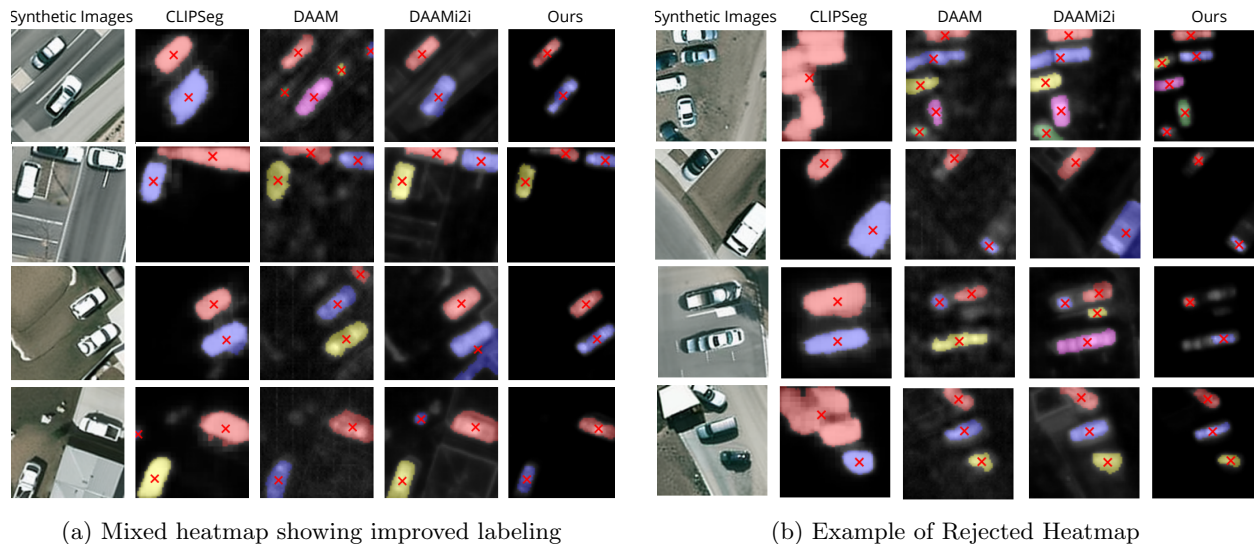 Synthetic Images CLIPSeg DAAM DAAMi2i Ours
Synthetic Images CLIPSeg DAAM DAAMi2i Ours
(a) Mixed heatmap showing improved labeling
(b) Example of Rejected Heatmap